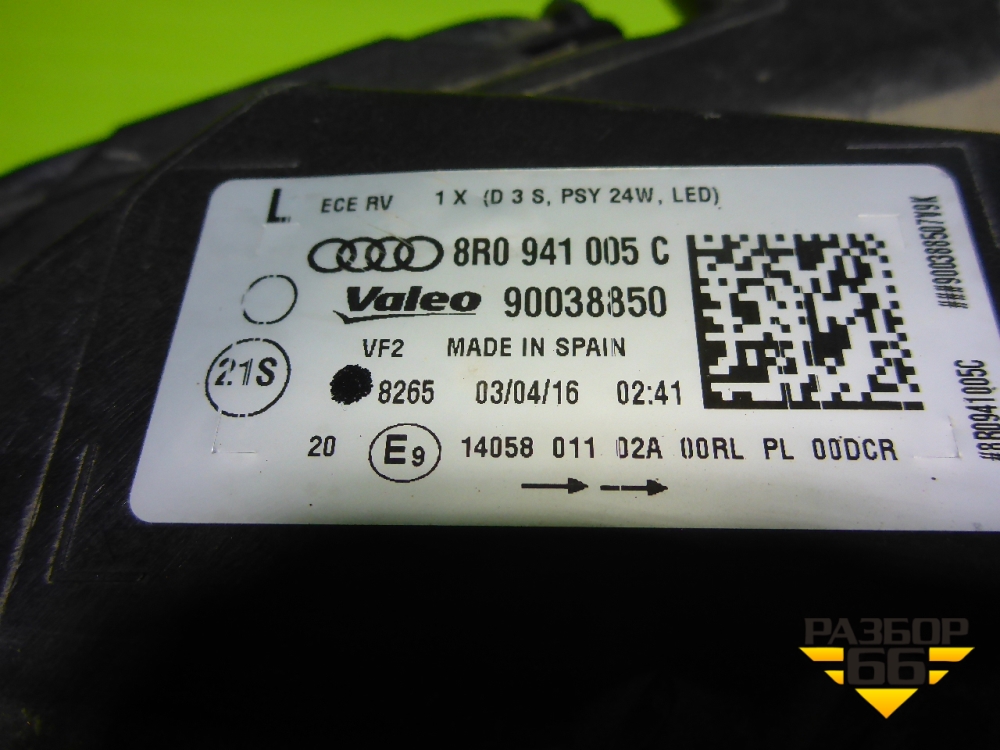 L ECE RV 1 X (D 3 S, PSY 24W, LED)
8R0 941 005 C
Valeo 90038850
VF2 MADE IN SPAIN
21S
8265 03/04/16 02:41
20 E9 14058 011 02A 00RL PL 00DCR
###900388507V9X
#8R0941005C
РАЗБОР
66